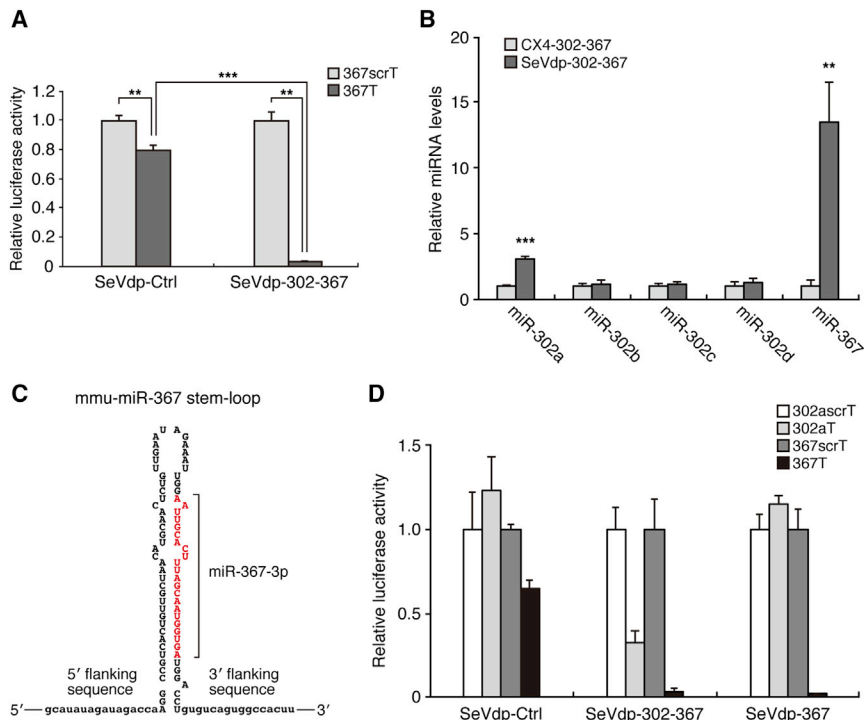 A
367scrT
367T
***
**
**
1.2
1.0
0.8
0.6
0.4
0.2
0
Relative luciferase activity
SeVdp-Ctrl
SeVdp-302-367
B
CX4-302-367
SeVdp-302-367
20
15
10
5
0
Relative miRNA levels
***
**
miR-302a
miR-302b
miR-302c
miR-302d
miR-367
C
mmu-miR-367 stem-loop
miR-367-3p
5′ flanking
sequence
3′ flanking
sequence
5′
gcauauagauagaccaA
Ugugucaguggccacuu
3′
D
302ascrT
302aT
367scrT
367T
1.5
1.0
0.5
0
Relative luciferase activity
SeVdp-Ctrl
SeVdp-302-367
SeVdp-367